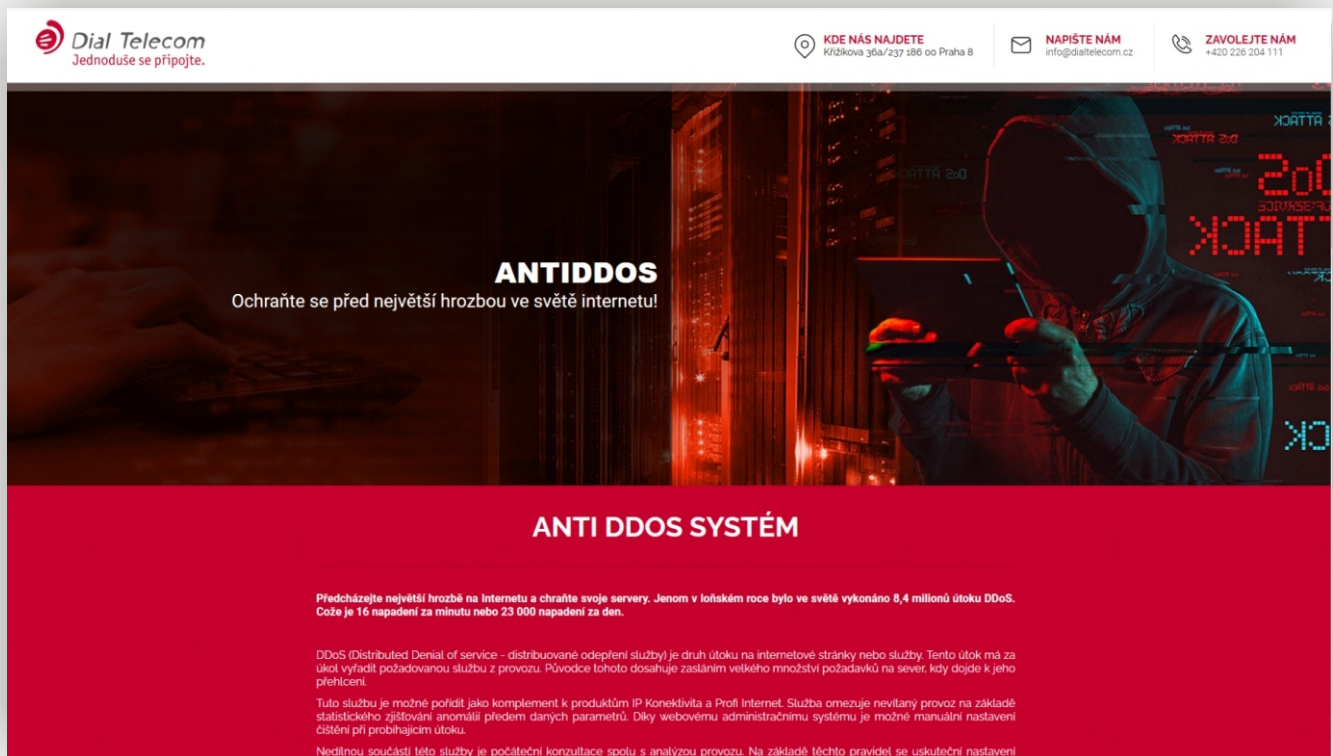 Dial Telecom
Jednoduše se připojte.
KDE NÁS NAJDETE
Křižíkova 36a/237 186 00 Praha 8
NAPIŠTE NÁM
info@dialtelecom.cz
ZAVOLEJTE NÁM
+420 226 204 111
ANTIDDOS
Ochraňte se před největší hrozbou ve světě internetu!
DoS ATTACK
DoS
ATTACK
ANTI DDOS SYSTÉM
Předcházejte největší hrozbě na Internetu a chraňte svoje servery. Jenom v loňském roce bylo ve světě vykonáno 8,4 milionů útoku DDoS.
Cože je 16 napadení za minutu nebo 23 000 napadení za den.
DDoS (Distributed Denial of service - distribuované odepření služby) je druh útoku na internetové stránky nebo služby. Tento útok má za
úkol vyřadit požadovanou službu z provozu. Původce tohoto dosahuje zasláním velkého množství požadavků na sever, kdy dojde k jeho
přehlcení.
Tuto službu je možné pořídit jako komplement k produktům IP Konektivita a Profi Internet. Služba omezuje nevítaný provoz na základě
statistického zjišťování anomálií předem daných parametrů. Díky webovému administračnímu systému je možné manuální nastavení
čištění při probíhajícím útoku.
Nedílnou součástí této služby je počáteční konzultace spolu s analýzou provozu. Na základě těchto pravidel se uskuteční nastavení